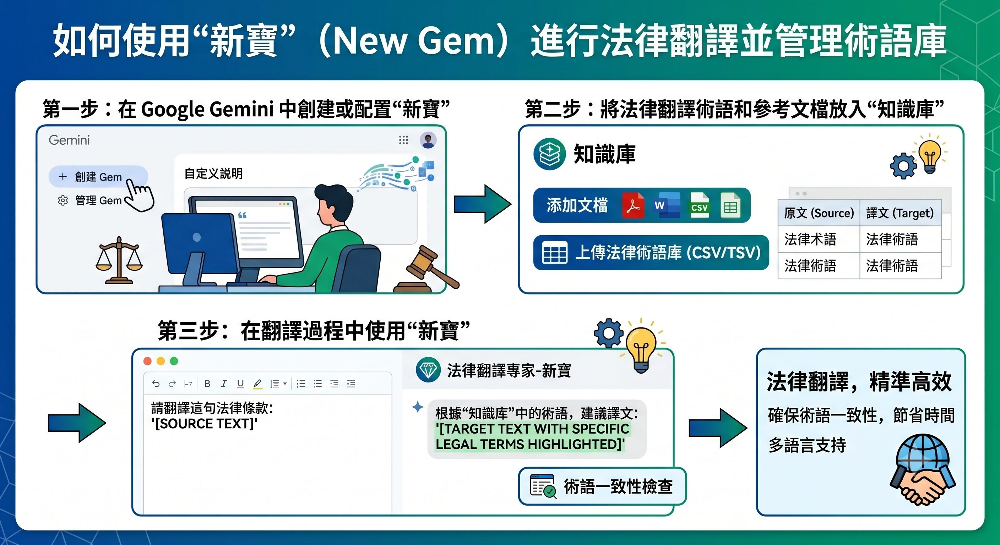 如何使用“新寶”（New Gem）進行法律翻譯並管理術語庫
第一步：在 Google Gemini 中創建或配置“新寶”
Gemini
創建 Gem
管理 Gem
自定义説明
第二步：將法律翻譯術語和參考文檔放入“知識庫”
知識庫
添加文檔
W
CSV
上傳法律術語库 (CSV/TSV)
原文 (Source) 譯文 (Target)
法律术語 法律術語
法律術語 法律術語
第三步：在翻譯過程中使用“新寶”
B I U
請翻譯這句法律條款：
'[SOURCE TEXT]'
法律翻譯專家-新寶
根據“知識库”中的術語，建議譯文：
'[TARGET TEXT WITH SPECIFIC
LEGAL TERMS HIGHLIGHTED]'
術語一致性檢查
法律翻譯，精準高效
確保術語一致性，節省時間
多語言支持